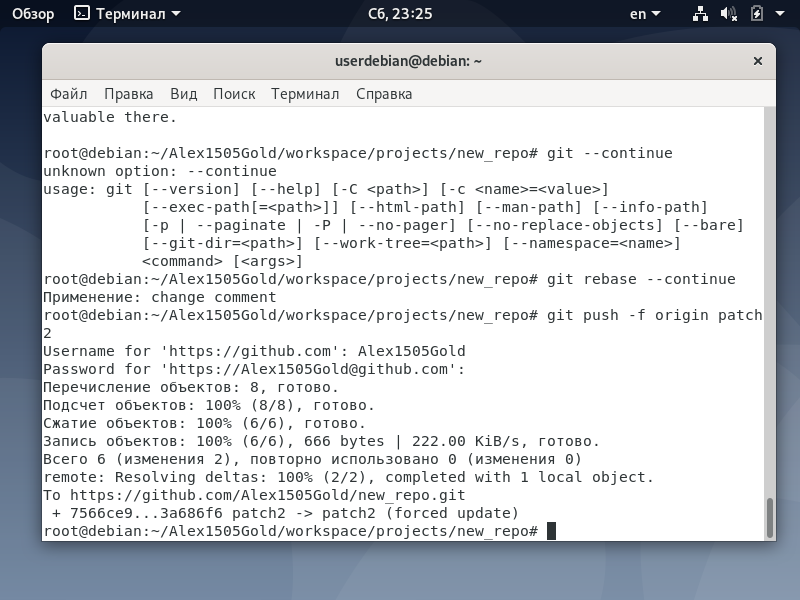 Обзор Терминал Сб, 23:25 en
userdebian@debian: ~ ×
Файл Правка Вид Поиск Терминал Справка
valuable there.
root@debian:~/Alex1505Gold/workspace/projects/new_repo# git --continue
unknown option: --continue
usage: git [--version] [--help] [-C <path>] [-c <name>=<value>]
[--exec-path[=<path>]] [--html-path] [--man-path] [--info-path]
[-p | --paginate | -P | --no-pager] [--no-replace-objects] [--bare]
[--git-dir=<path>] [--work-tree=<path>] [--namespace=<name>]
<command> [<args>]
root@debian:~/Alex1505Gold/workspace/projects/new_repo# git rebase --continue
Применение: change comment
root@debian:~/Alex1505Gold/workspace/projects/new_repo# git push -f origin patch
2
Username for 'https://github.com': Alex1505Gold
Password for 'https://Alex1505Gold@github.com':
Перечисление объектов: 8, готово.
Подсчет объектов: 100% (8/8), готово.
Сжатие объектов: 100% (6/6), готово.
Запись объектов: 100% (6/6), 666 bytes | 222.00 KiB/s, готово.
Всего 6 (изменения 2), повторно использовано 0 (изменения 0)
remote: Resolving deltas: 100% (2/2), completed with 1 local object.
To https://github.com/Alex1505Gold/new_repo.git
+ 7566ce9...3a686f6 patch2 -> patch2 (forced update)
root@debian:~/Alex1505Gold/workspace/projects/new_repo#